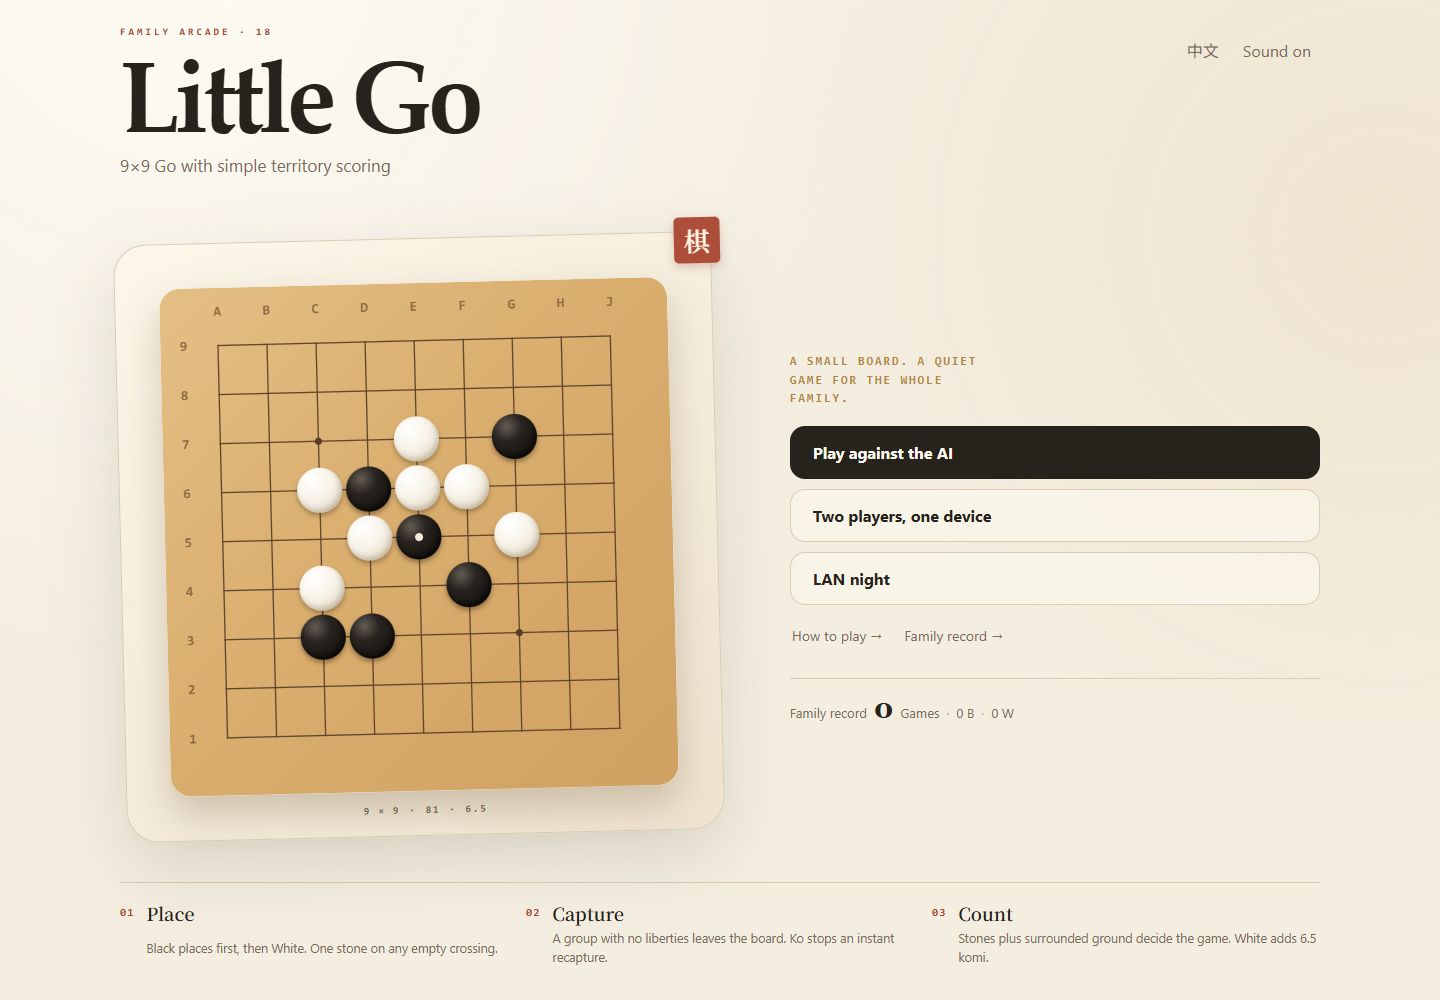 FAMILY ARCADE · 18
Little Go
9×9 Go with simple territory scoring
中文 Sound on
棋
A B C D E F G H J
9
8
7
6
5
4
3
2
1
9 × 9 · 81 · 6.5
A SMALL BOARD. A QUIET
GAME FOR THE WHOLE
FAMILY.
Play against the AI
Two players, one device
LAN night
How to play → Family record →
Family record 0 Games · 0 B · 0 W
01 Place
Black places first, then White. One stone on any empty crossing.
02 Capture
A group with no liberties leaves the board. Ko stops an instant
recapture.
03 Count
Stones plus surrounded ground decide the game. White adds 6.5
komi.